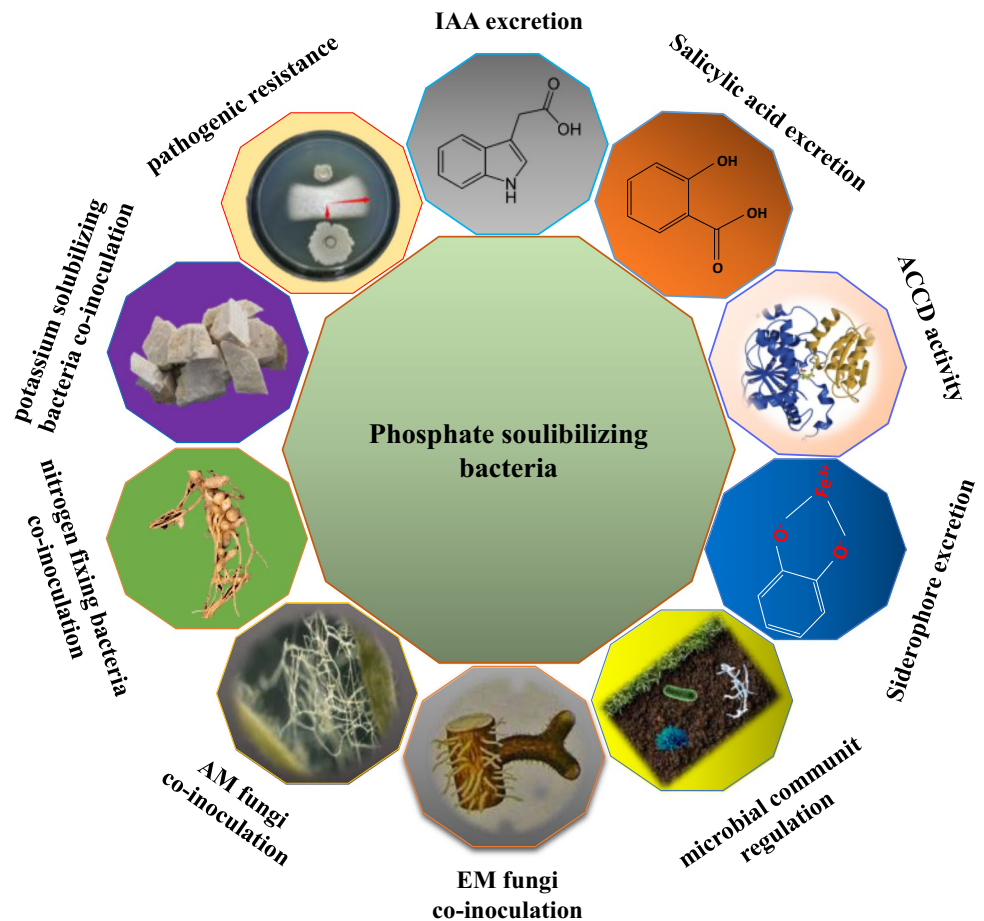 IAA excretion
Salicylic acid excretion
ACCD activity
Siderophore excretion
microbial communit
regulation
EM fungi
co-inoculation
AM fungi
co-inoculation
nitrogen fixing bacteria
co-inoculation
potassium solubilizing
bacteria co-inoculation
pathogenic resistance
Phosphate soulibilizing
bacteria
O
OH
N
H
OH
OH
O
Fe3+
O-
O-